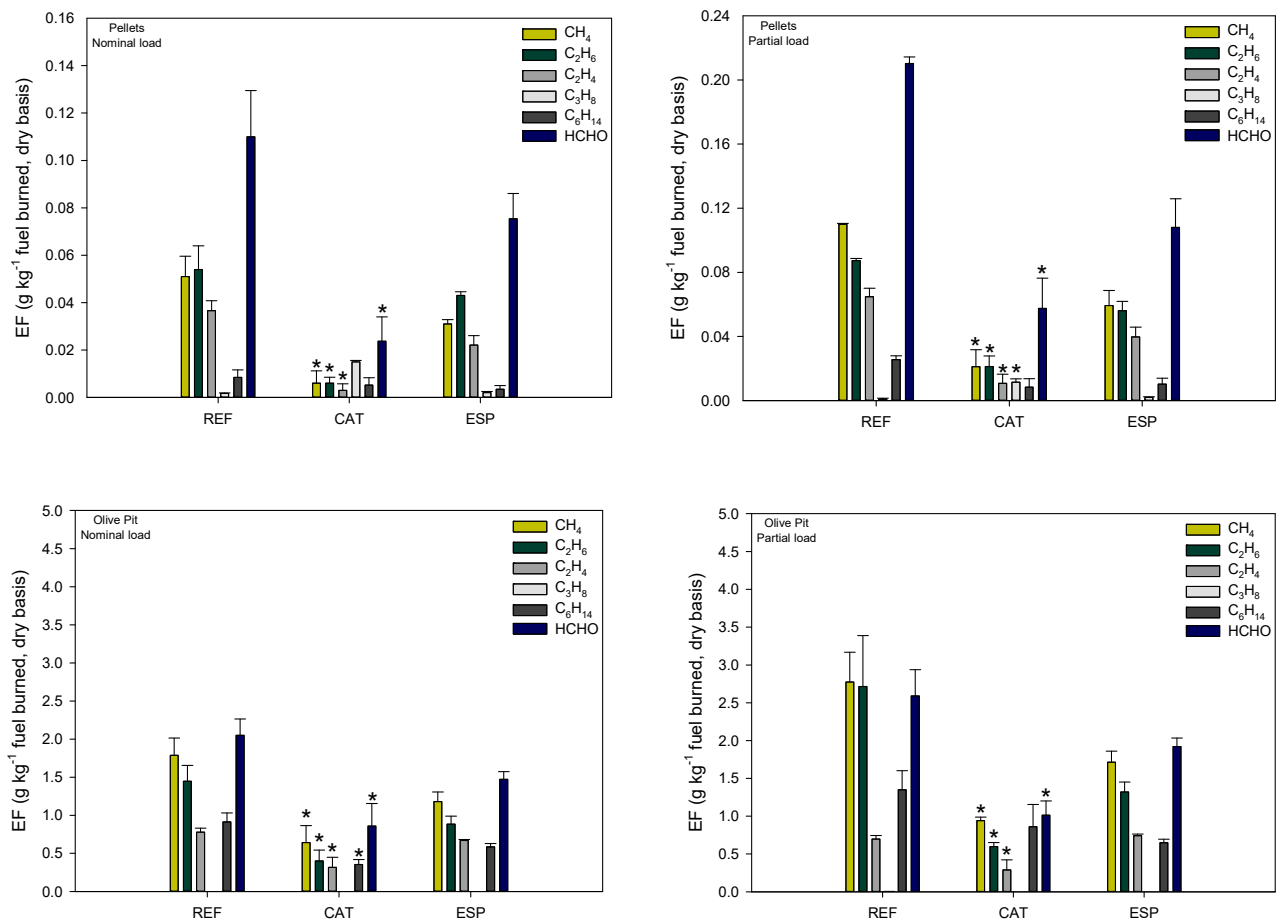 Pellets
Nominal load
EF (g kg⁻¹ fuel burned, dry basis)
0.16
0.14
0.12
0.10
0.08
0.06
0.04
0.02
0.00
CH₄
C₂H₆
C₂H₄
C₃H₈
C₆H₁₄
HCHO
* * * *
REF CAT ESP
Pellets
Partial load
EF (g kg⁻¹ fuel burned, dry basis)
0.24
0.20
0.16
0.12
0.08
0.04
0.00
CH₄
C₂H₆
C₂H₄
C₃H₈
C₆H₁₄
HCHO
* * * * *
REF CAT ESP
Olive Pit
Nominal load
EF (g kg⁻¹ fuel burned, dry basis)
5.0
4.5
4.0
3.5
3.0
2.5
2.0
1.5
1.0
0.5
0.0
CH₄
C₂H₆
C₂H₄
C₃H₈
C₆H₁₄
HCHO
* * * * *
REF CAT ESP
Olive Pit
Partial load
EF (g kg⁻¹ fuel burned, dry basis)
5.0
4.5
4.0
3.5
3.0
2.5
2.0
1.5
1.0
0.5
0.0
CH₄
C₂H₆
C₂H₄
C₃H₈
C₆H₁₄
HCHO
* * * *
REF CAT ESP